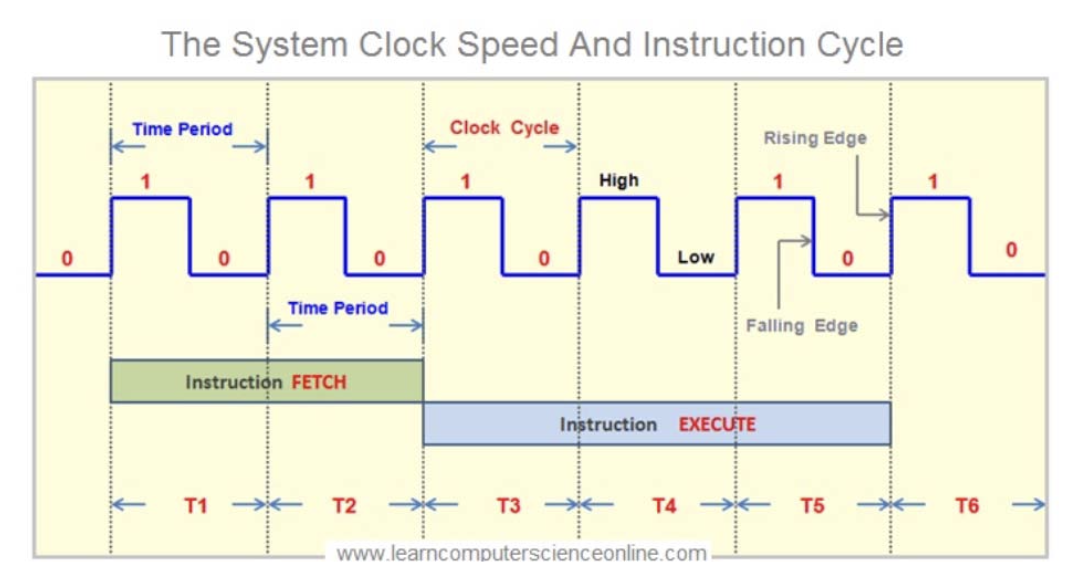 The System Clock Speed And Instruction Cycle
Time Period
Clock Cycle
Rising Edge
1 1 1 High 1 1
0 0 0 0 Low 0 0
Time Period
Falling Edge
Instruction FETCH
Instruction EXECUTE
T1 T2 T3 T4 T5 T6
www.learncomputerscienceonline.com